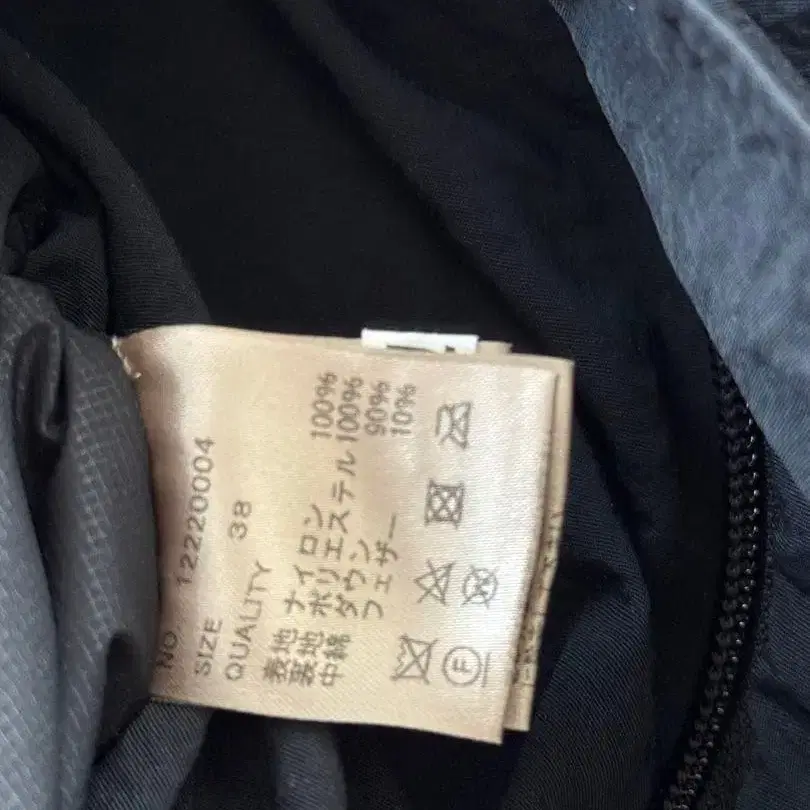 NO. 12220004
SIZE 38
QUALITY
表地 ナイロン 100%
裏地 ポリエステル 100%
中綿 ダウン 90%
フェザー 10%
F